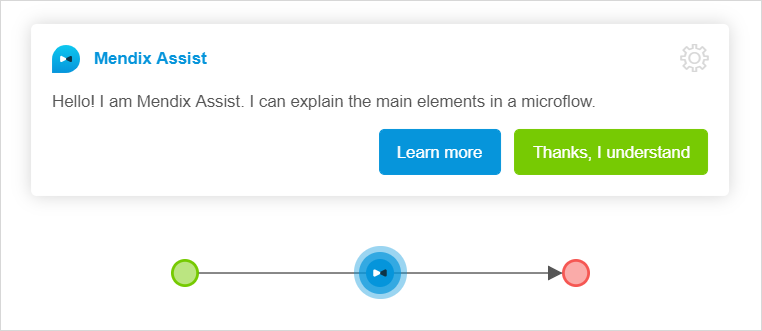 Mendix Assist
Hello! I am Mendix Assist. I can explain the main elements in a microflow.
Learn more
Thanks, I understand